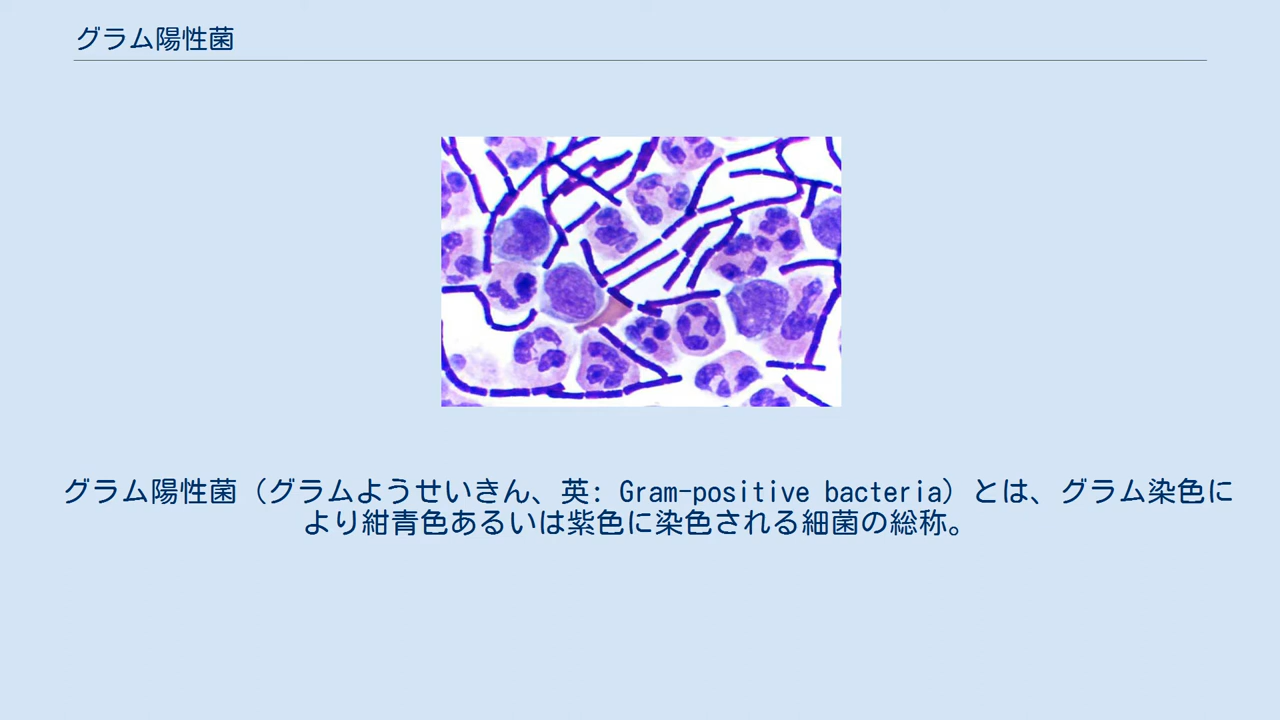 グラム陽性菌
グラム陽性菌（グラムようせいきん、英: Gram-positive bacteria）とは、グラム染色に
より紺青色あるいは紫色に染色される細菌の総称。